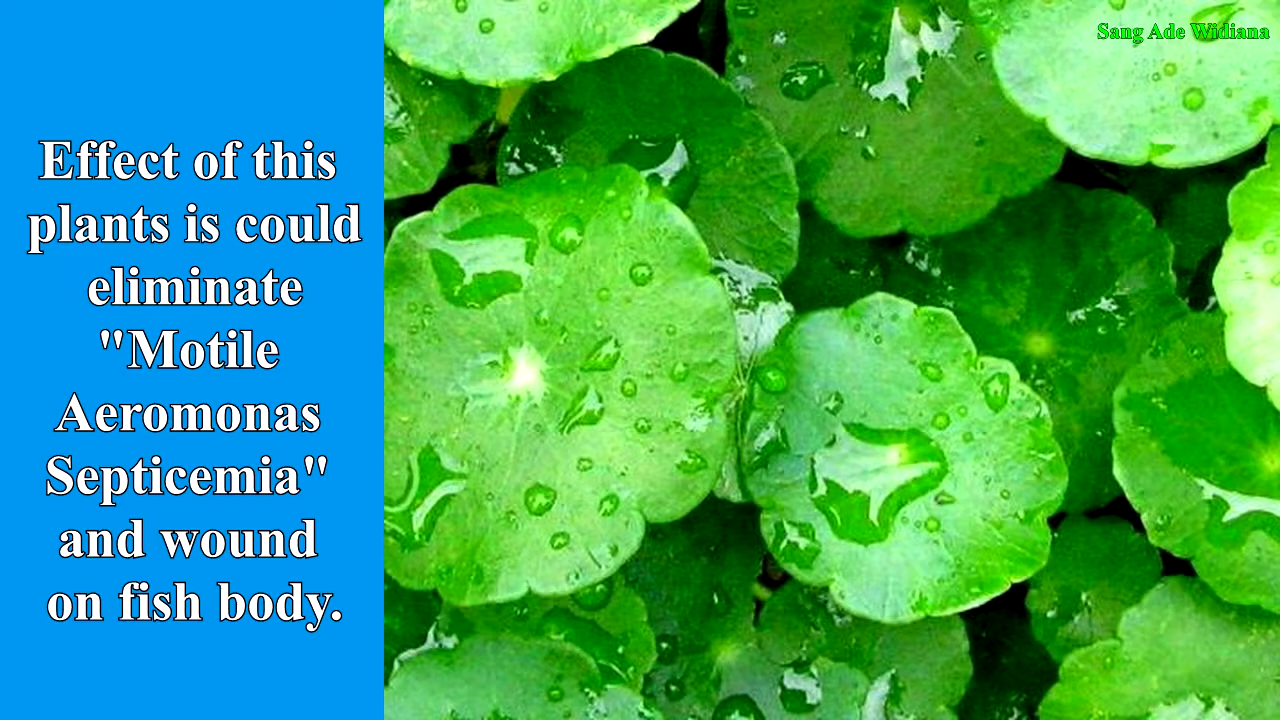 Effect of this
plants is could
eliminate
"Motile
Aeromonas
Septicemia"
and wound
on fish body.
Sang Ade Widiana